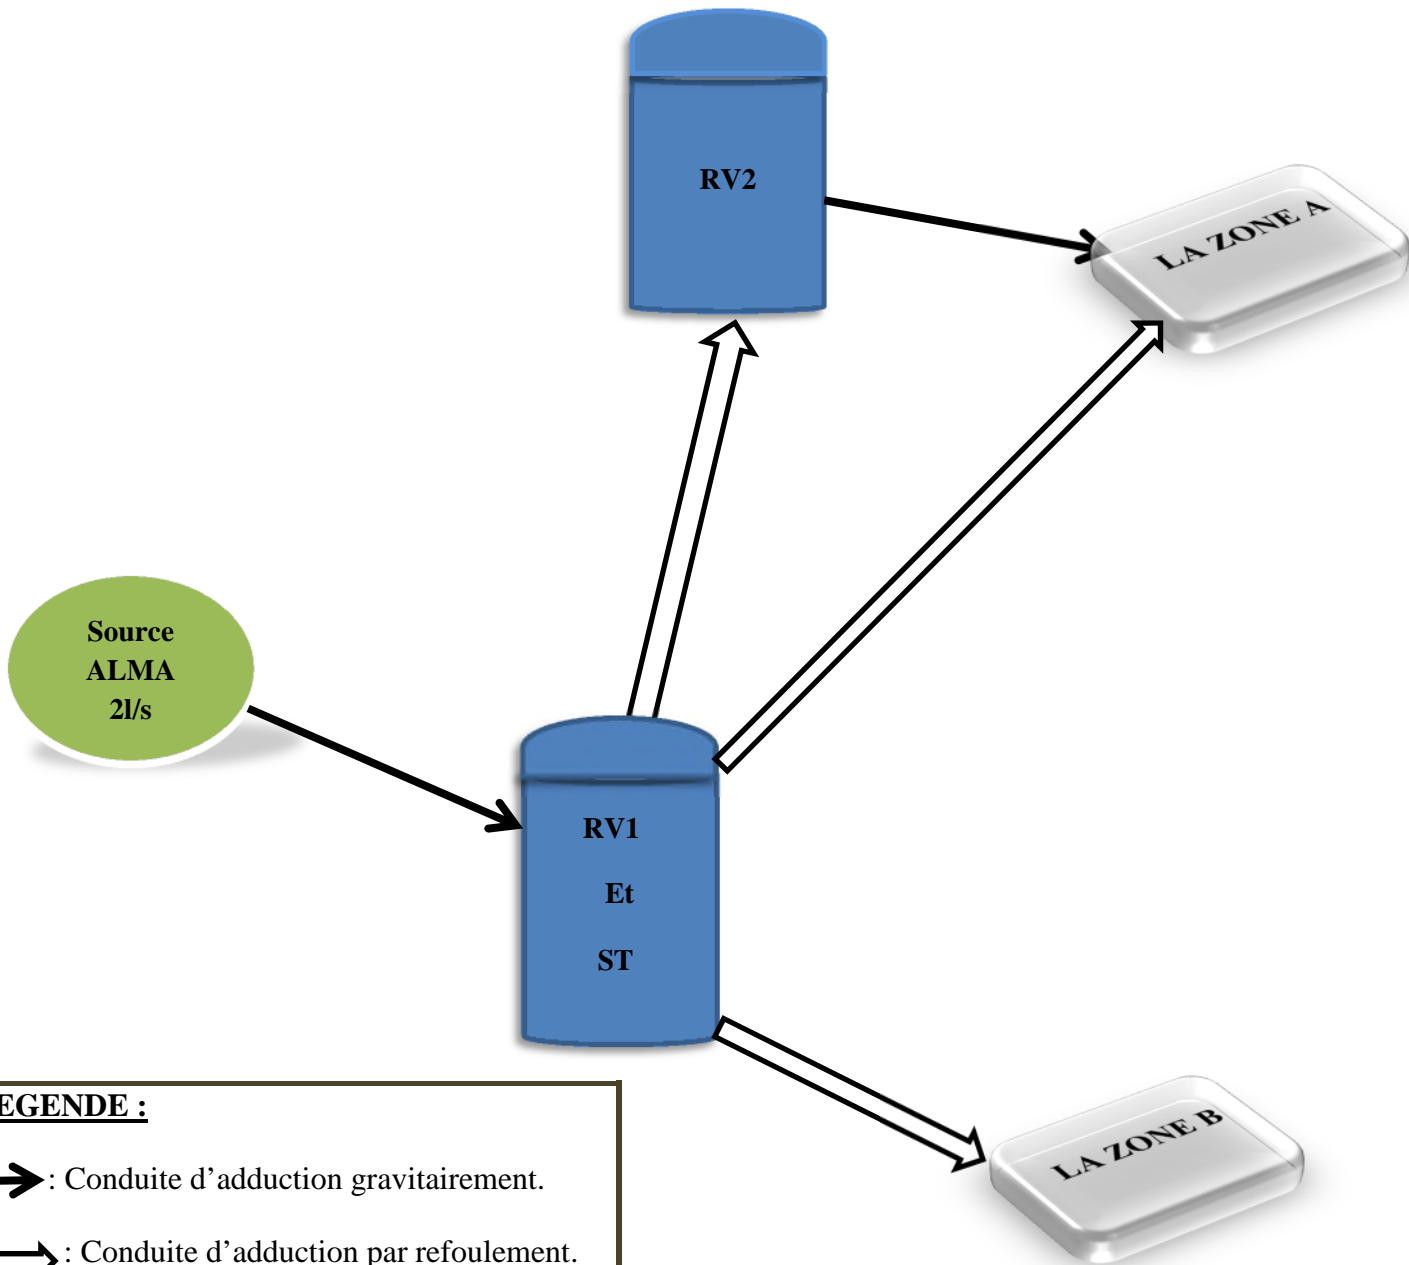 RV2
LA ZONE A
Source
ALMA
2l/s
RV1
Et
ST
LA ZONE B
EGENDE :
: Conduite d’adduction gravitairement.
: Conduite d’adduction par refoulement.